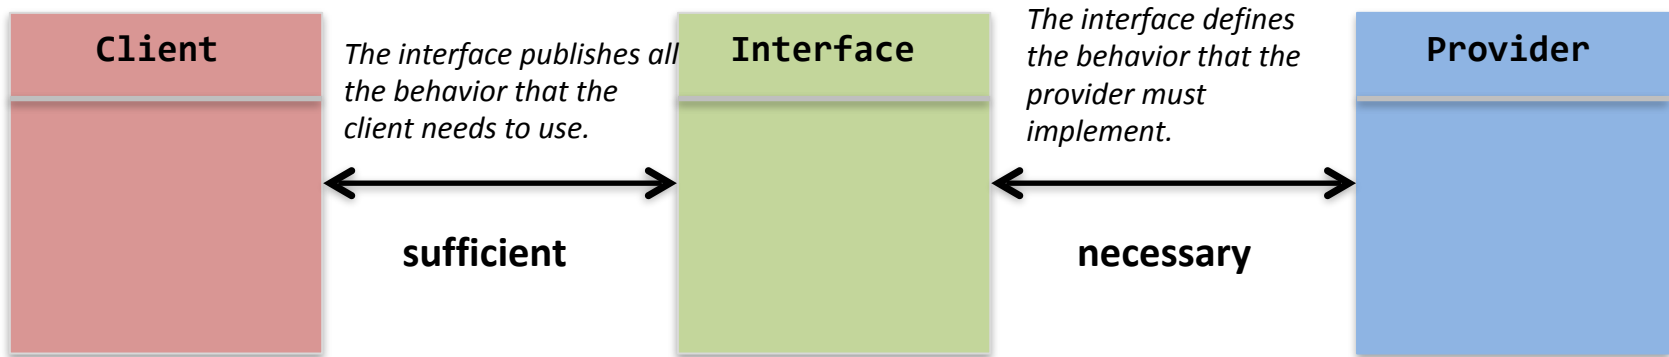 Client
The interface publishes all
the behavior that the
client needs to use.
sufficient
Interface
The interface defines
the behavior that the
provider must
implement.
necessary
Provider